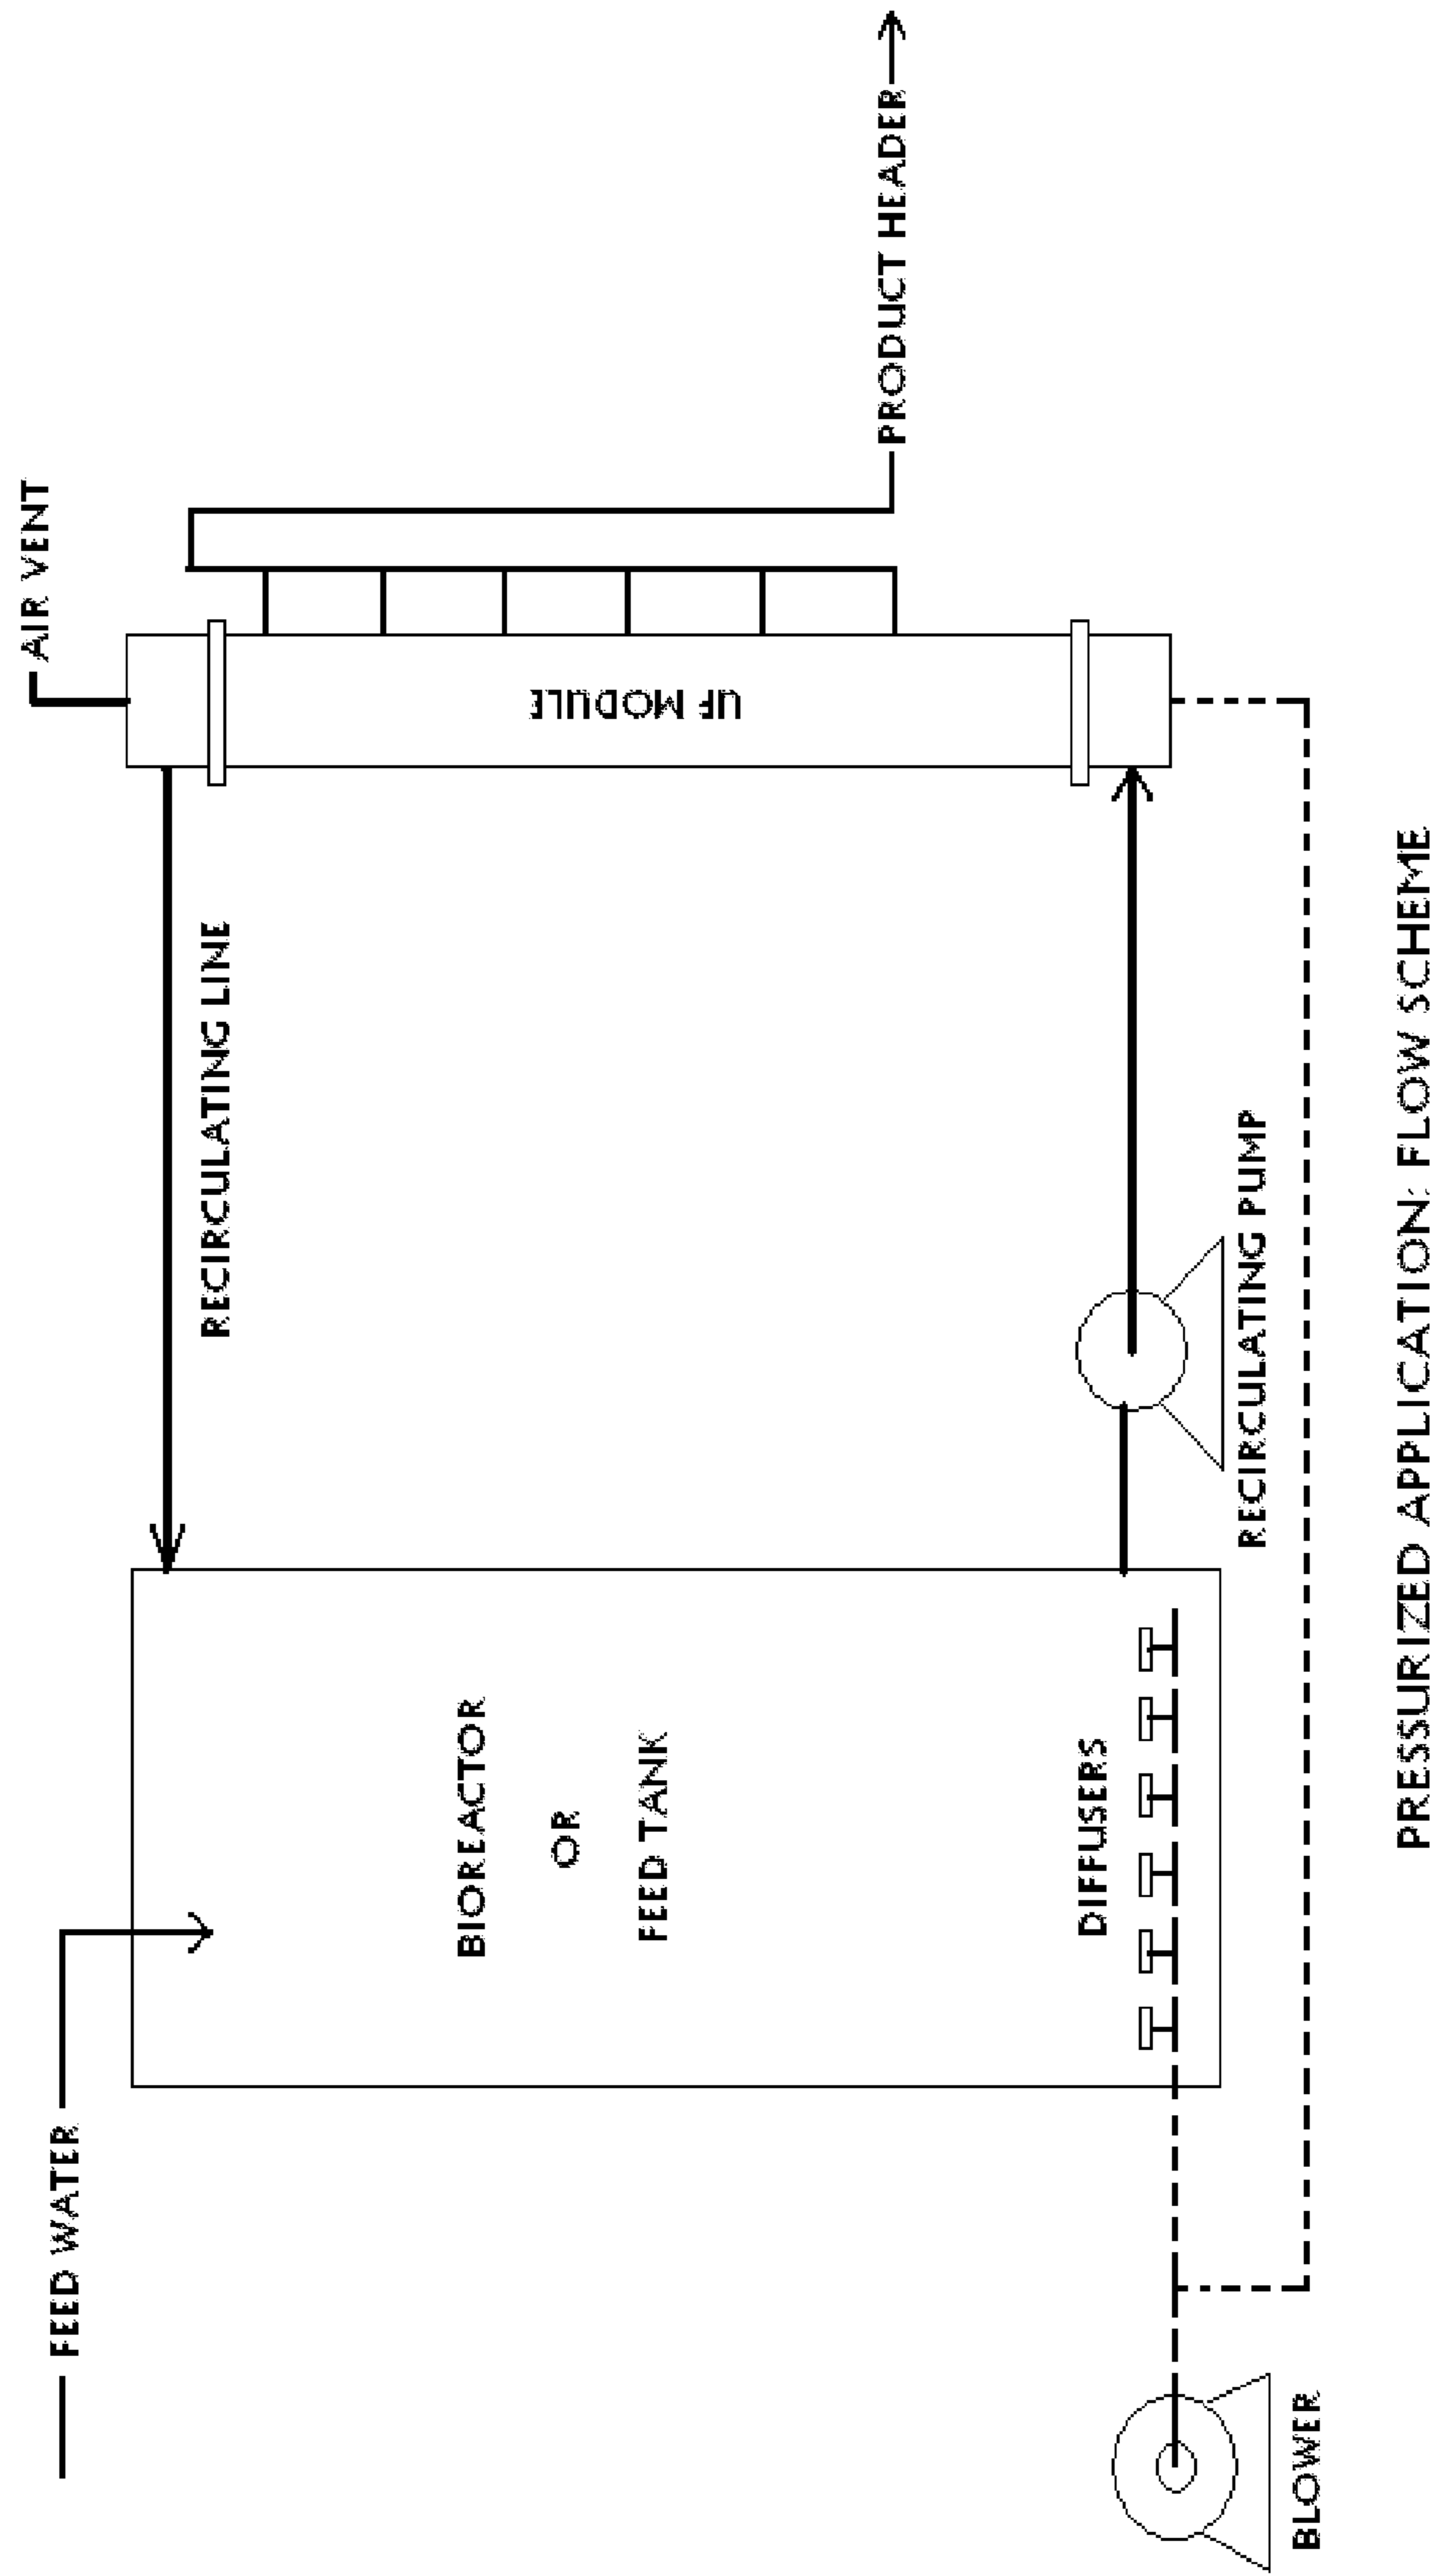 AIR VENT
FEED WATER
RECIRCULATING LINE
BIOREACTOR
OR
FEED TANK
UF MODULE
PRODUCT HEADER
DIFFUSERS
RECIRCULATING PUMP
BLOWER
PRESSURIZED APPLICATION: FLOW SCHEME